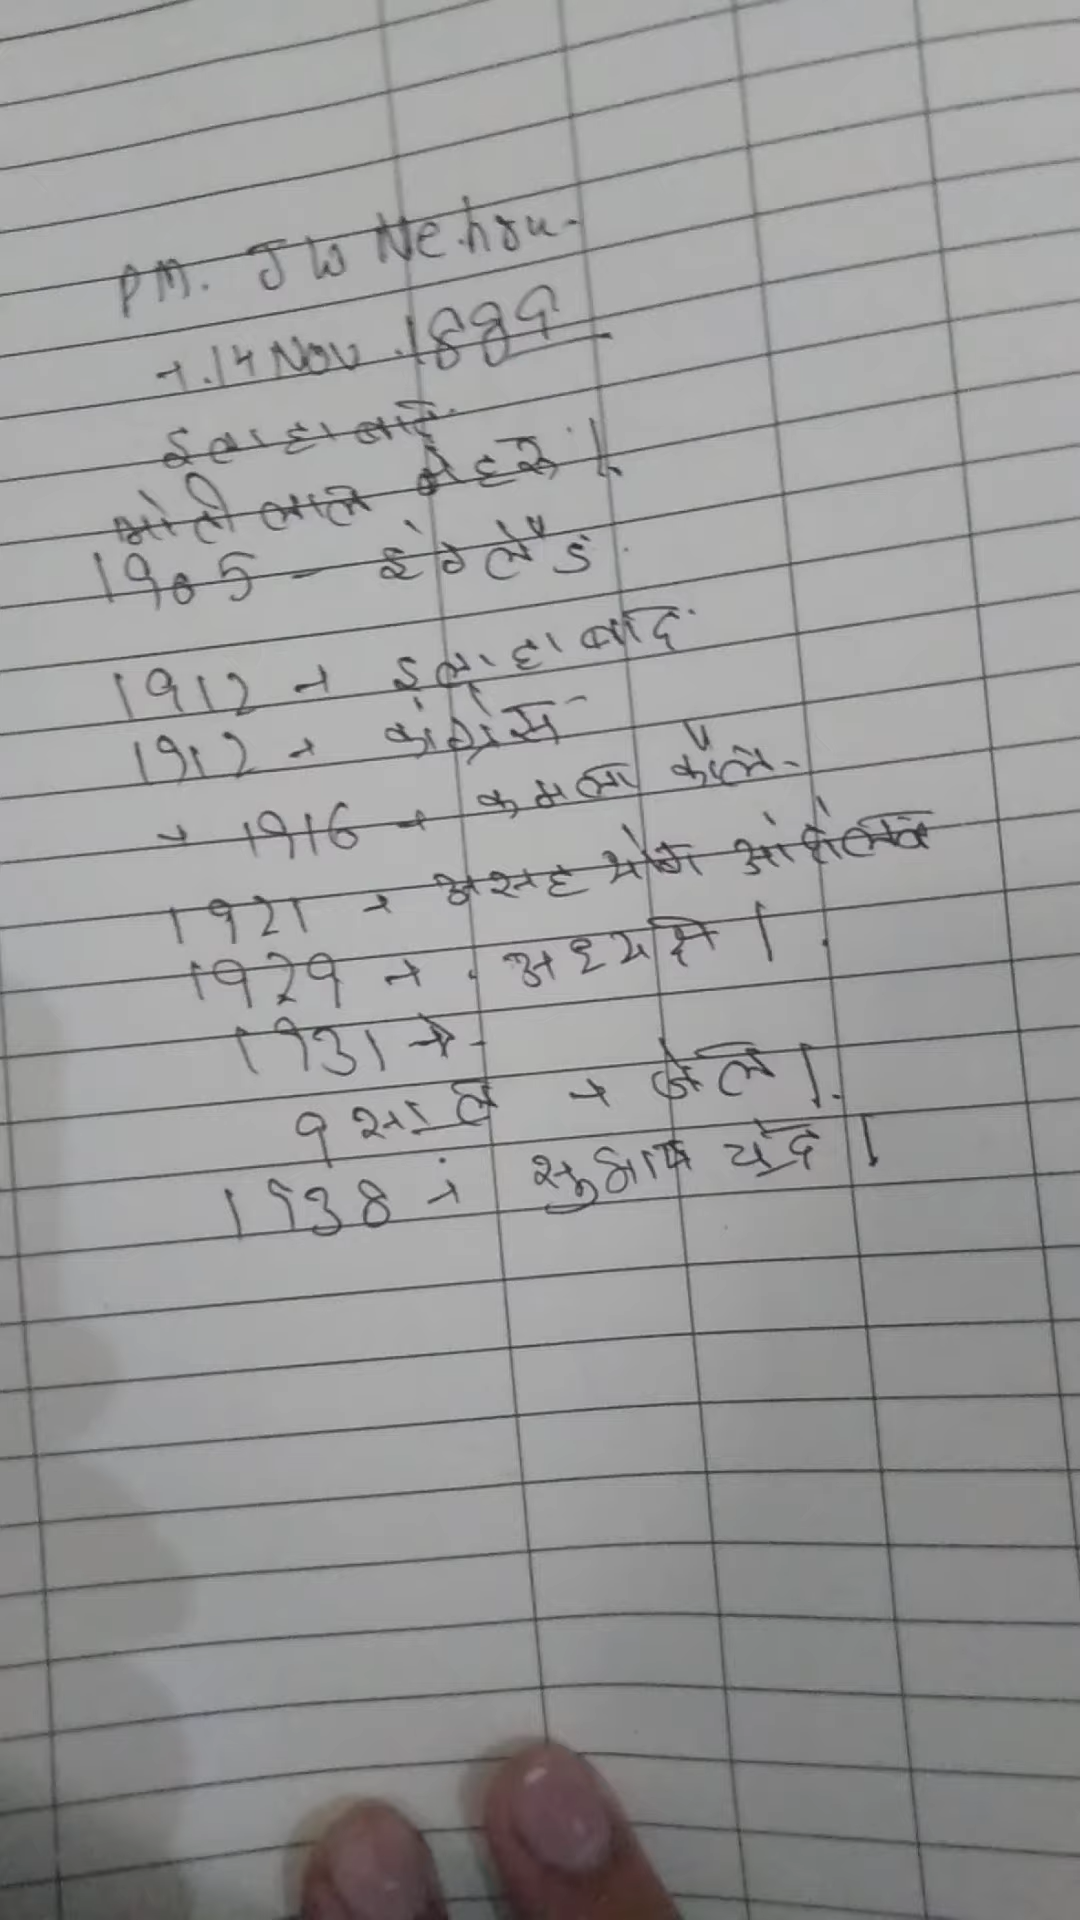 PM. J W Nehru.
→ .14 Nov. 1889
इलाहाबाद
मोती लाल नेहरू।
1905 - इंग्लैंड
1912 → इलाहाबाद
1912 → कांग्रेस
→ 1916 → कमला कौल
1921 → असहयोग आंदोलन
1929 → अध्यक्ष।
1931 →
9 साल → जेल।
1938 → सुभाष चंद्र।